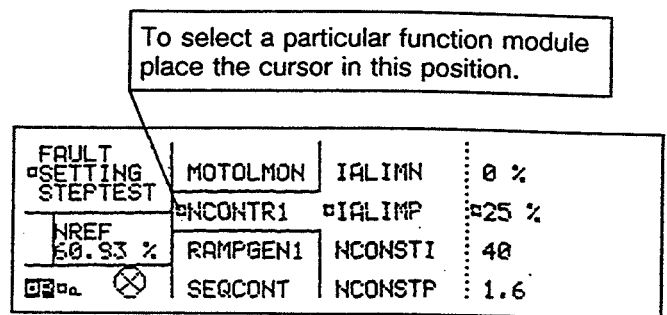 To select a particular function module
place the cursor in this position.
FAULT
SETTING
STEPTEST
NREF
60.93 %
MOTOLMON
NCONTR1
RAMPGEN1
SEQCONT
IALIMN
IALIMP
NCONSTI
NCONSTP
0 %
25 %
40
1.6